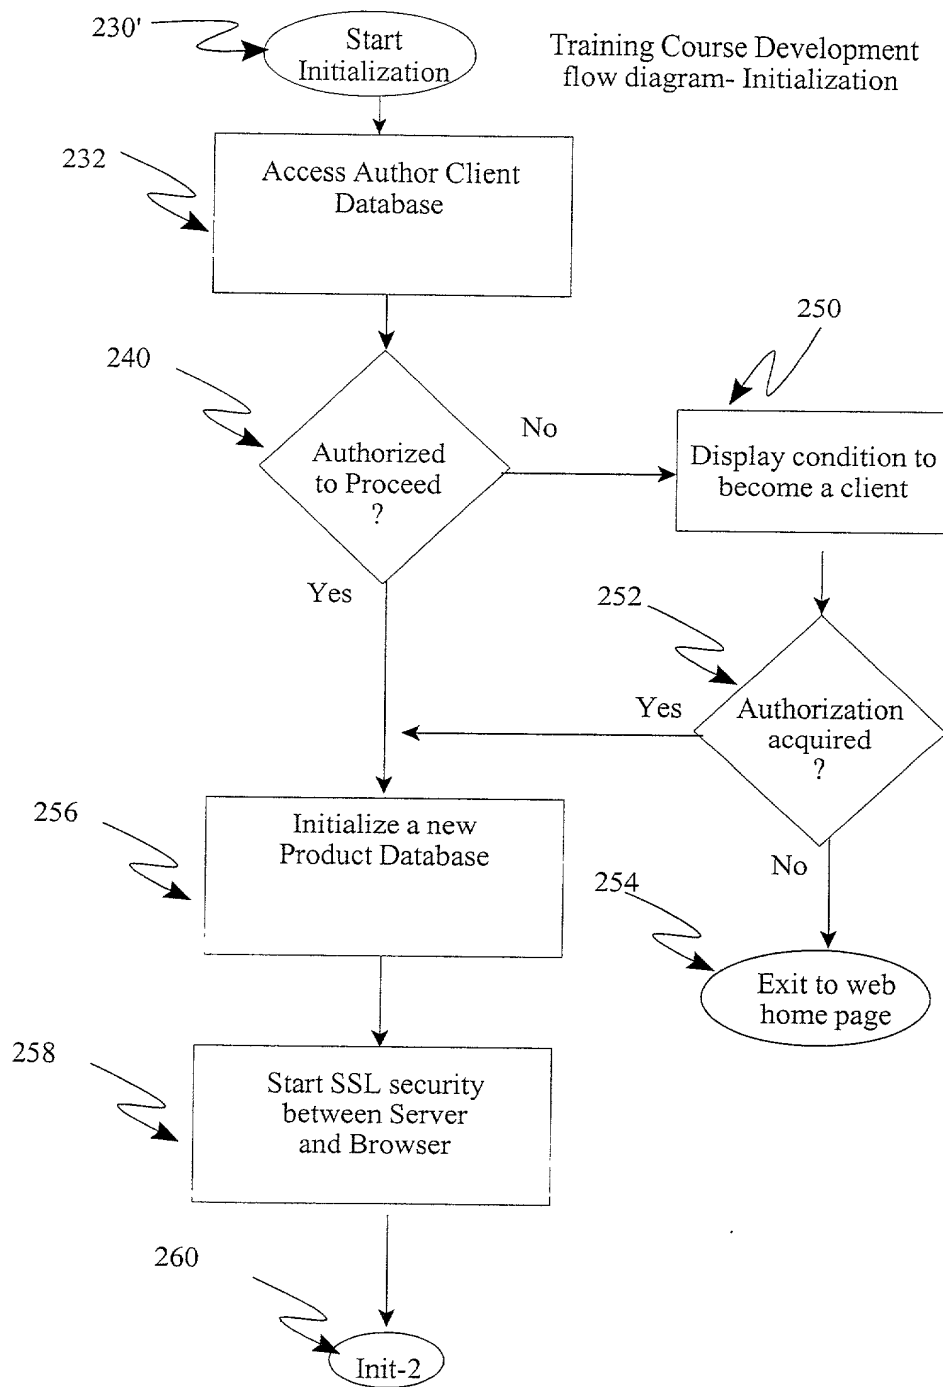 230'
Start
Initialization
Training Course Development
flow diagram- Initialization
232
Access Author Client
Database
250
240
No
Authorized
to Proceed
?
Display condition to
become a client
Yes
252
Yes
Authorization
acquired
?
256
Initialize a new
Product Database
No
254
Exit to web
home page
258
Start SSL security
between Server
and Browser
260
Init-2